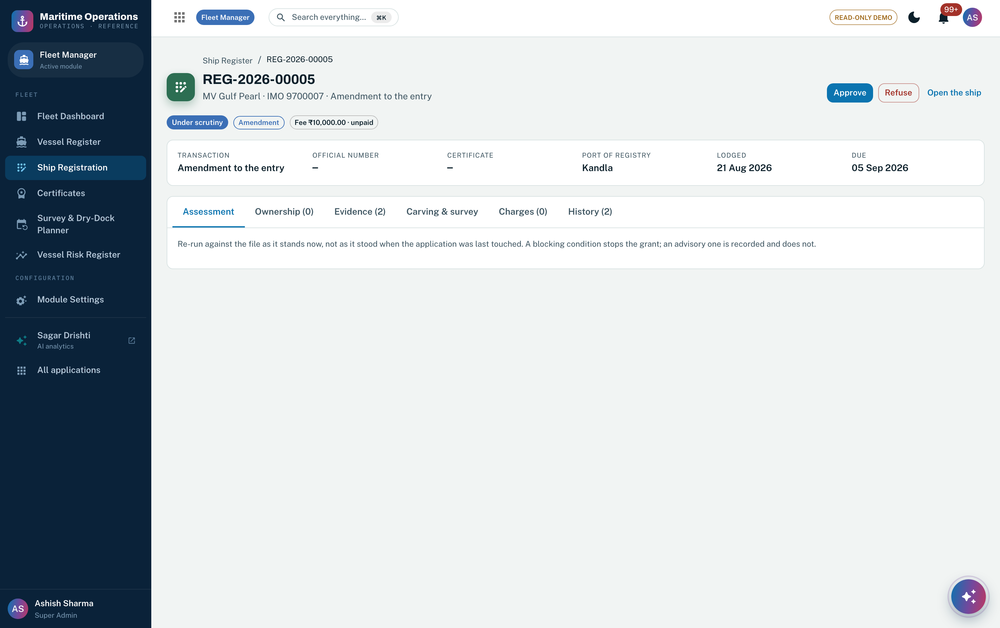 Maritime Operations
OPERATIONS · REFERENCE
Fleet Manager
Active module
FLEET
Fleet Dashboard
Vessel Register
Ship Registration
Certificates
Survey & Dry-Dock
Planner
Vessel Risk Register
CONFIGURATION
Module Settings
Sagar Drishti
AI analytics
All applications
AS
Ashish Sharma
Super Admin
Fleet Manager
Search everything...
⌘K
READ-ONLY DEMO
99+
AS
Ship Register / REG-2026-00005
REG-2026-00005
MV Gulf Pearl · IMO 9700007 · Amendment to the entry
Approve
Refuse
Open the ship
Under scrutiny
Amendment
Fee ₹10,000.00 · unpaid
TRANSACTION
Amendment to the entry
OFFICIAL NUMBER
—
CERTIFICATE
—
PORT OF REGISTRY
Kandla
LODGED
21 Aug 2026
DUE
05 Sep 2026
Assessment
Ownership (0)
Evidence (2)
Carving & survey
Charges (0)
History (2)
Re-run against the file as it stands now, not as it stood when the application was last touched. A blocking condition stops the grant; an advisory one is recorded and does not.